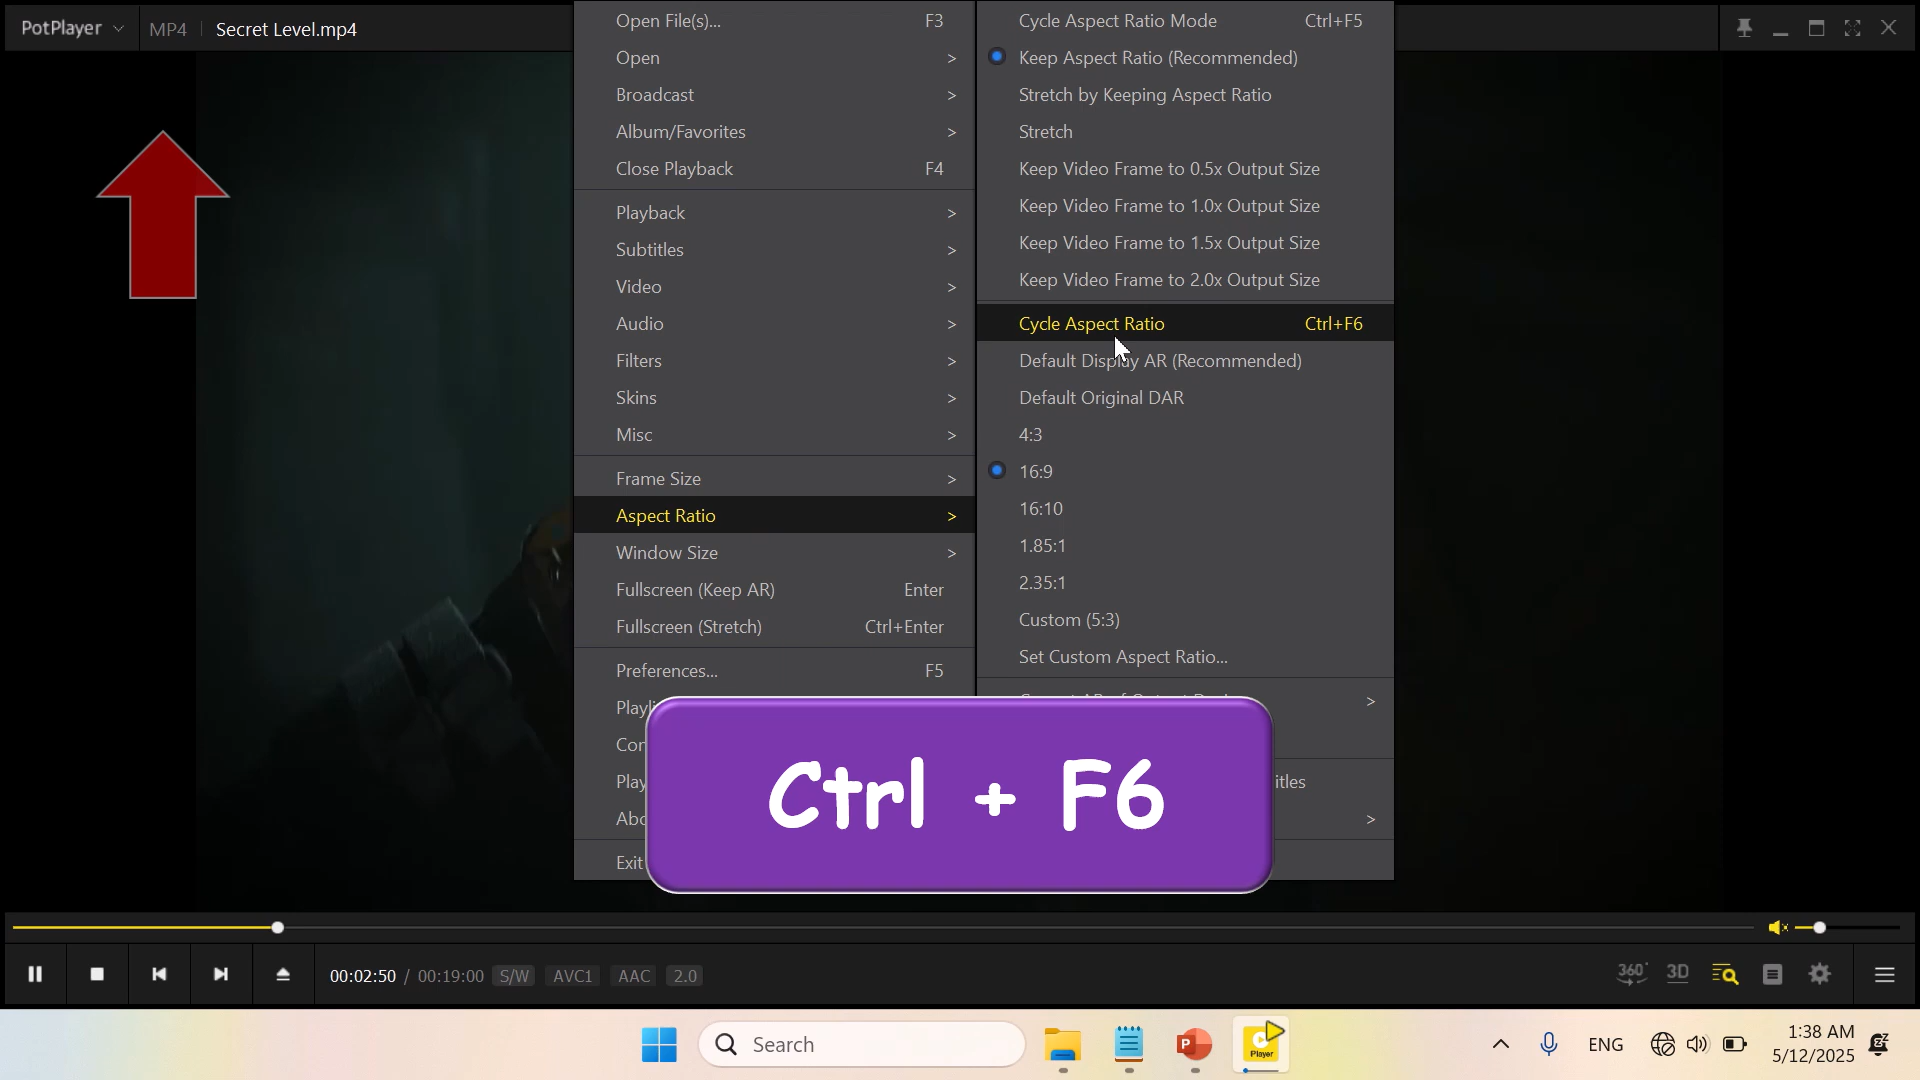 PotPlayer MP4 Secret Level.mp4
Open File(s)... F3
Open >
Broadcast >
Album/Favorites >
Close Playback F4
Playback >
Subtitles >
Video >
Audio >
Filters >
Skins >
Misc >
Frame Size >
Aspect Ratio >
Window Size >
Fullscreen (Keep AR) Enter
Fullscreen (Stretch) Ctrl+Enter
Preferences... F5
Exit
Cycle Aspect Ratio Mode Ctrl+F5
Keep Aspect Ratio (Recommended)
Stretch by Keeping Aspect Ratio
Stretch
Keep Video Frame to 0.5x Output Size
Keep Video Frame to 1.0x Output Size
Keep Video Frame to 1.5x Output Size
Keep Video Frame to 2.0x Output Size
Cycle Aspect Ratio Ctrl+F6
Default Display AR (Recommended)
Default Original DAR
4:3
16:9
16:10
1.85:1
2.35:1
Custom (5:3)
Set Custom Aspect Ratio...
>
>
Ctrl + F6
00:02:50 / 00:19:00 S/W AVC1 AAC 2.0
360° 3D
Search
P
Player
ENG
1:38 AM
5/12/2025